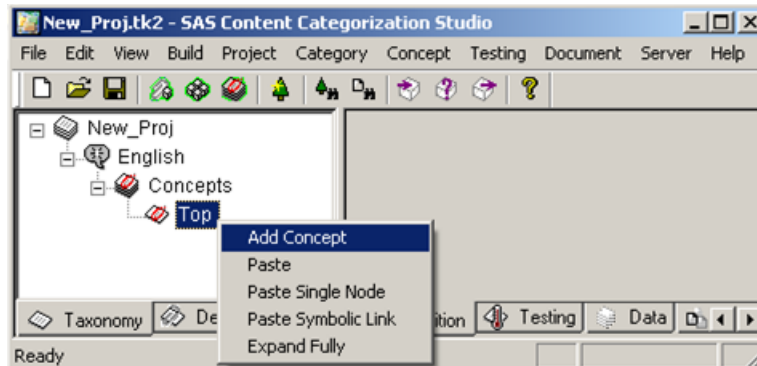 New_Proj.tk2 - SAS Content Categorization Studio
File Edit View Build Project Category Concept Testing Document Server Help
New_Proj
English
Concepts
Top
Add Concept
Paste
Paste Single Node
Paste Symbolic Link
Expand Fully
Taxonomy De ition Testing Data
Ready